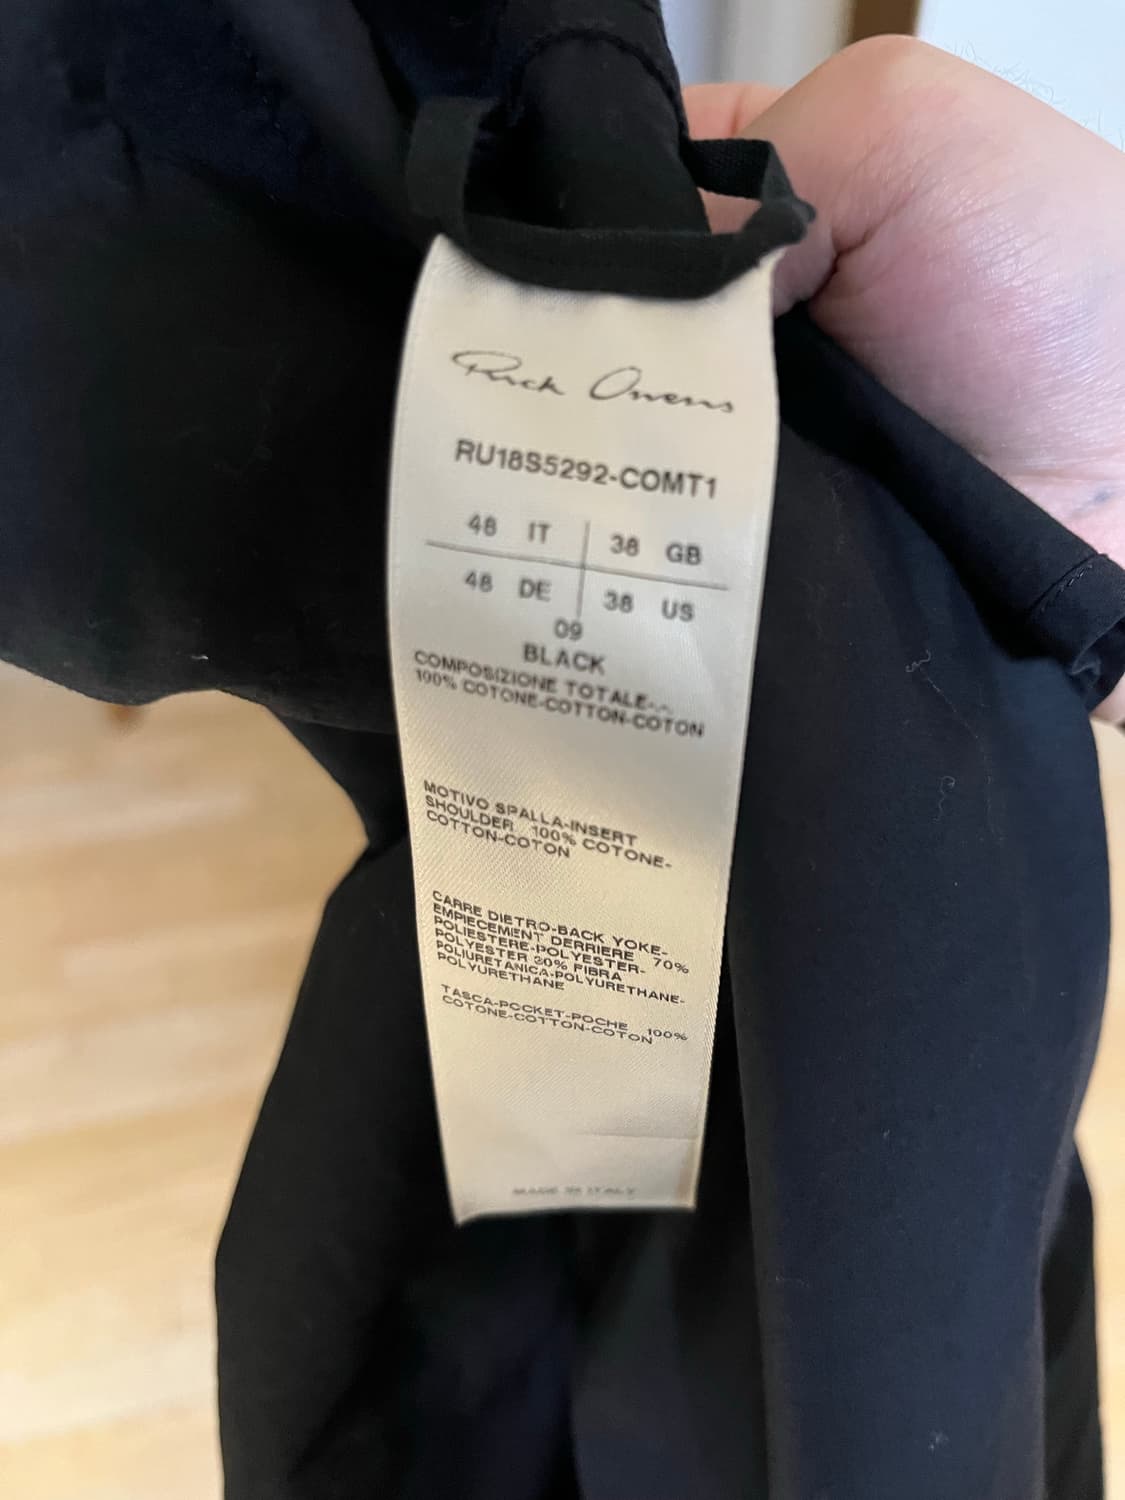 Rick Owens
RU18S5292-COMT1
48 IT 38 GB
48 DE 38 US
09
BLACK
COMPOSIZIONE TOTALE--
100% COTONE-COTTON-COTON
MOTIVO SPALLA-INSERT
SHOULDER 100% COTONE-
COTTON-COTON
CARRE DIETRO-BACK YOKE-
EMPIECEMENT DERRIERE 70%
POLIESTERE-POLYESTER-
POLYESTER 30% FIBRA
POLIURETANICA-POLYURETHANE-
POLYURETHANE
TASCA-POCKET-POCHE 100%
COTONE-COTTON-COTON
MADE IN ITALY